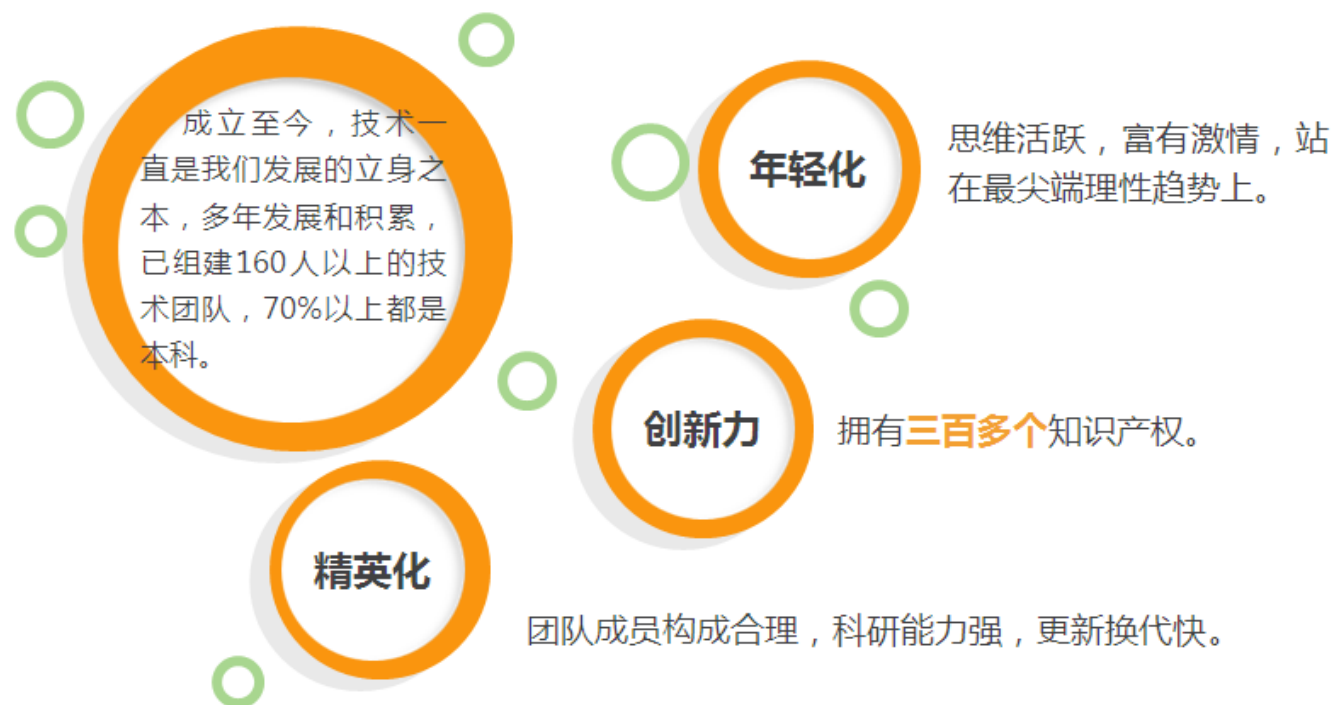 成立至今，技术一
直是我们发展的立身之
本，多年发展和积累，
已组建160人以上的技
术团队，70%以上都是
本科。
年轻化
思维活跃，富有激情，站
在最尖端理性趋势上。
创新力
拥有三百多个知识产权。
精英化
团队成员构成合理，科研能力强，更新换代快。